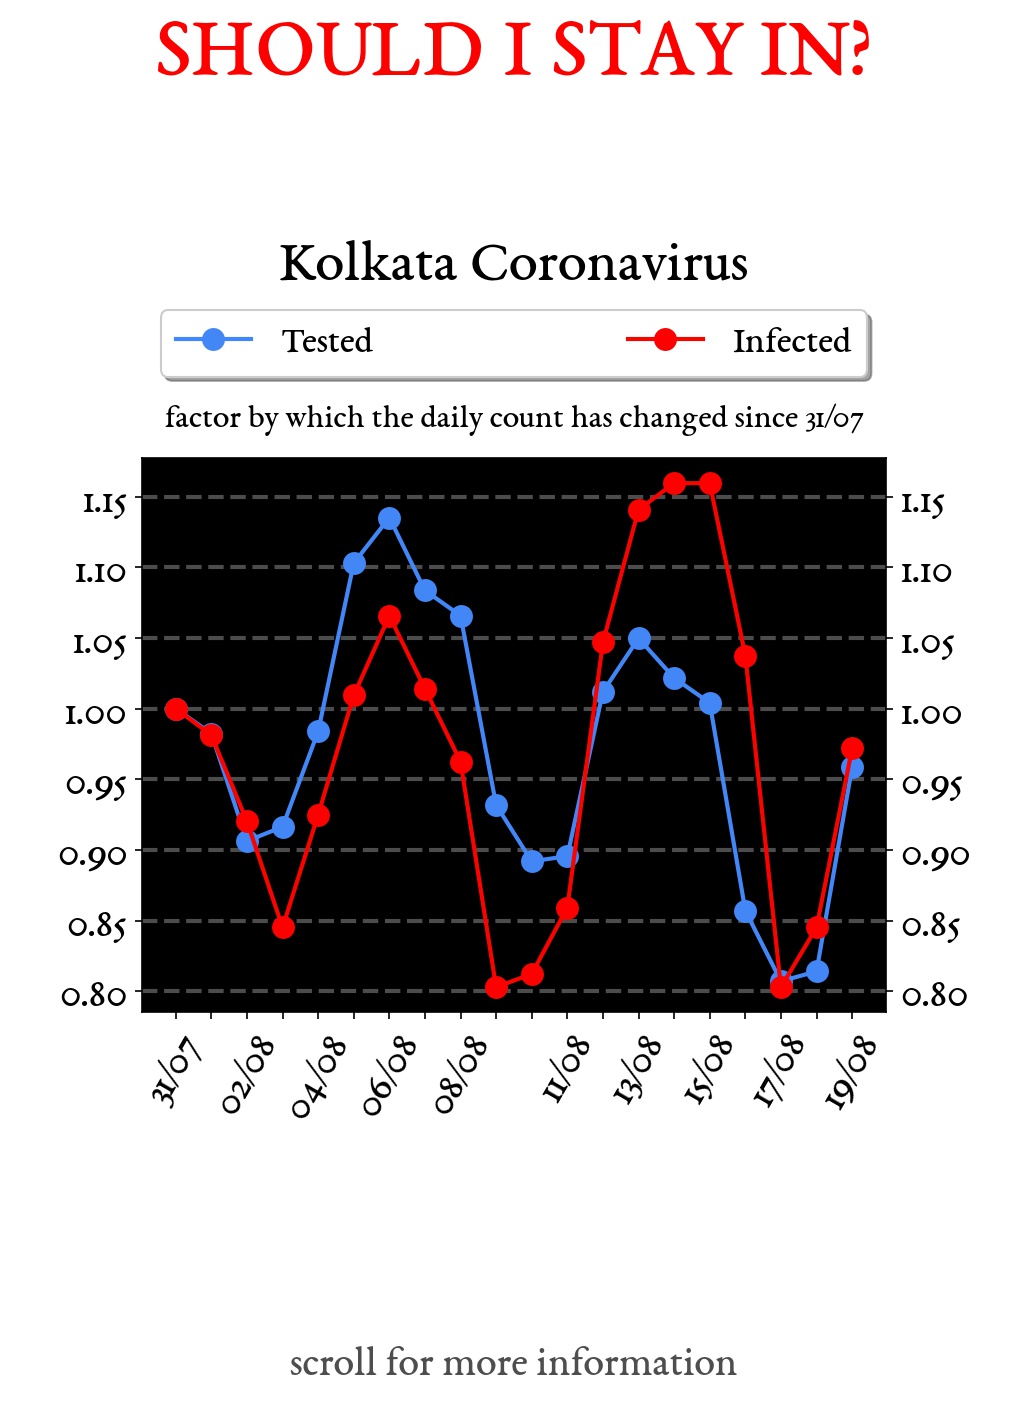 SHOULD I STAY IN?
Kolkata Coronavirus
Tested Infected
factor by which the daily count has changed since 31/07
1.15 1.15
1.10 1.10
1.05 1.05
1.00 1.00
0.95 0.95
0.90 0.90
0.85 0.85
0.80 0.80
31/07 02/08 04/08 06/08 08/08 11/08 13/08 15/08 17/08 19/08
scroll for more information